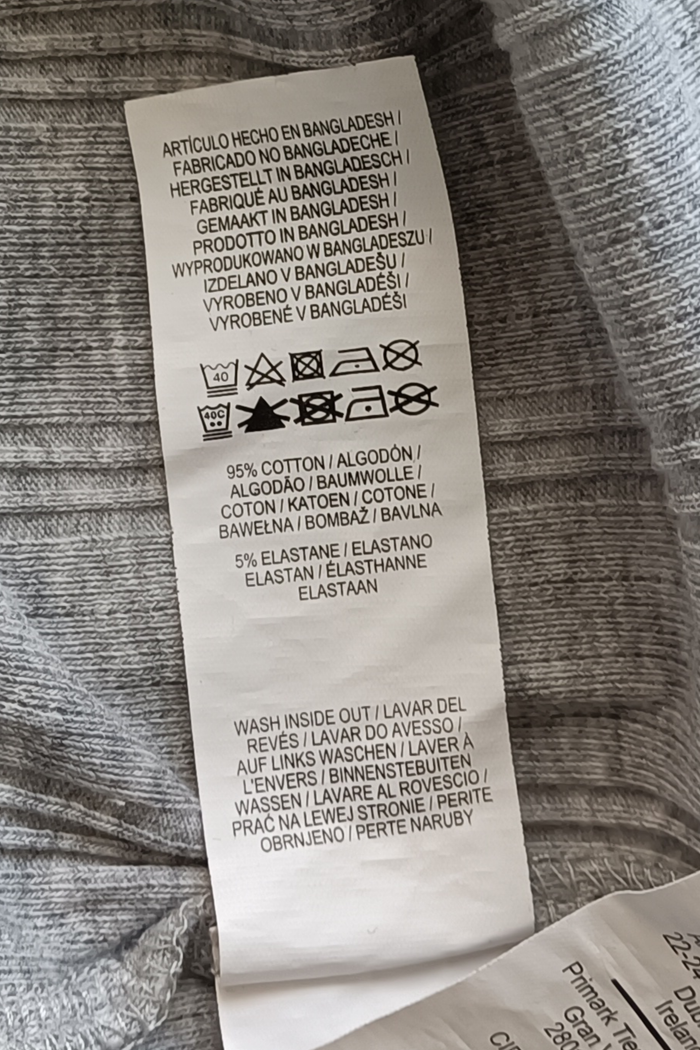 ARTÍCULO HECHO EN BANGLADESH /
FABRICADO NO BANGLADECHE /
HERGESTELLT IN BANGLADESCH /
FABRIQUÉ AU BANGLADESH /
GEMAAKT IN BANGLADESH /
PRODOTTO IN BANGLADESH /
WYPRODUKOWANO W BANGLADESZU /
IZDELANO V BANGLADEŠU /
VYROBENO V BANGLADÉŠI /
VYROBENÉ V BANGLADÉŠI
40
40C
95% COTTON / ALGODÓN /
ALGODÃO / BAUMWOLLE /
COTON / KATOEN / COTONE /
BAWEŁNA / BOMBAŽ / BAVLNA
5% ELASTANE / ELASTANO
ELASTAN / ÉLASTHANNE
ELASTAAN
WASH INSIDE OUT / LAVAR DEL
REVÉS / LAVAR DO AVESSO /
AUF LINKS WASCHEN / LAVER À
L'ENVERS / BINNENSTEBUITEN
WASSEN / LAVARE AL ROVESCIO /
PRAĆ NA LEWEJ STRONIE / PERITE
OBRNJENO / PERTE NARUBY
Primark
Gran